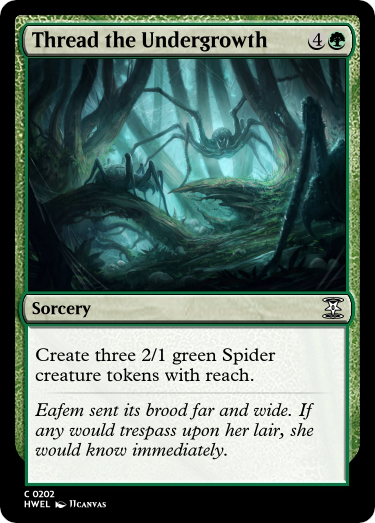 Thread the Undergrowth 4
Sorcery
Create three 2/1 green Spider
creature tokens with reach.
Eafem sent its brood far and wide. If
any would trespass upon her lair, she
would know immediately.
C 0202
HWEL 11CANVAS